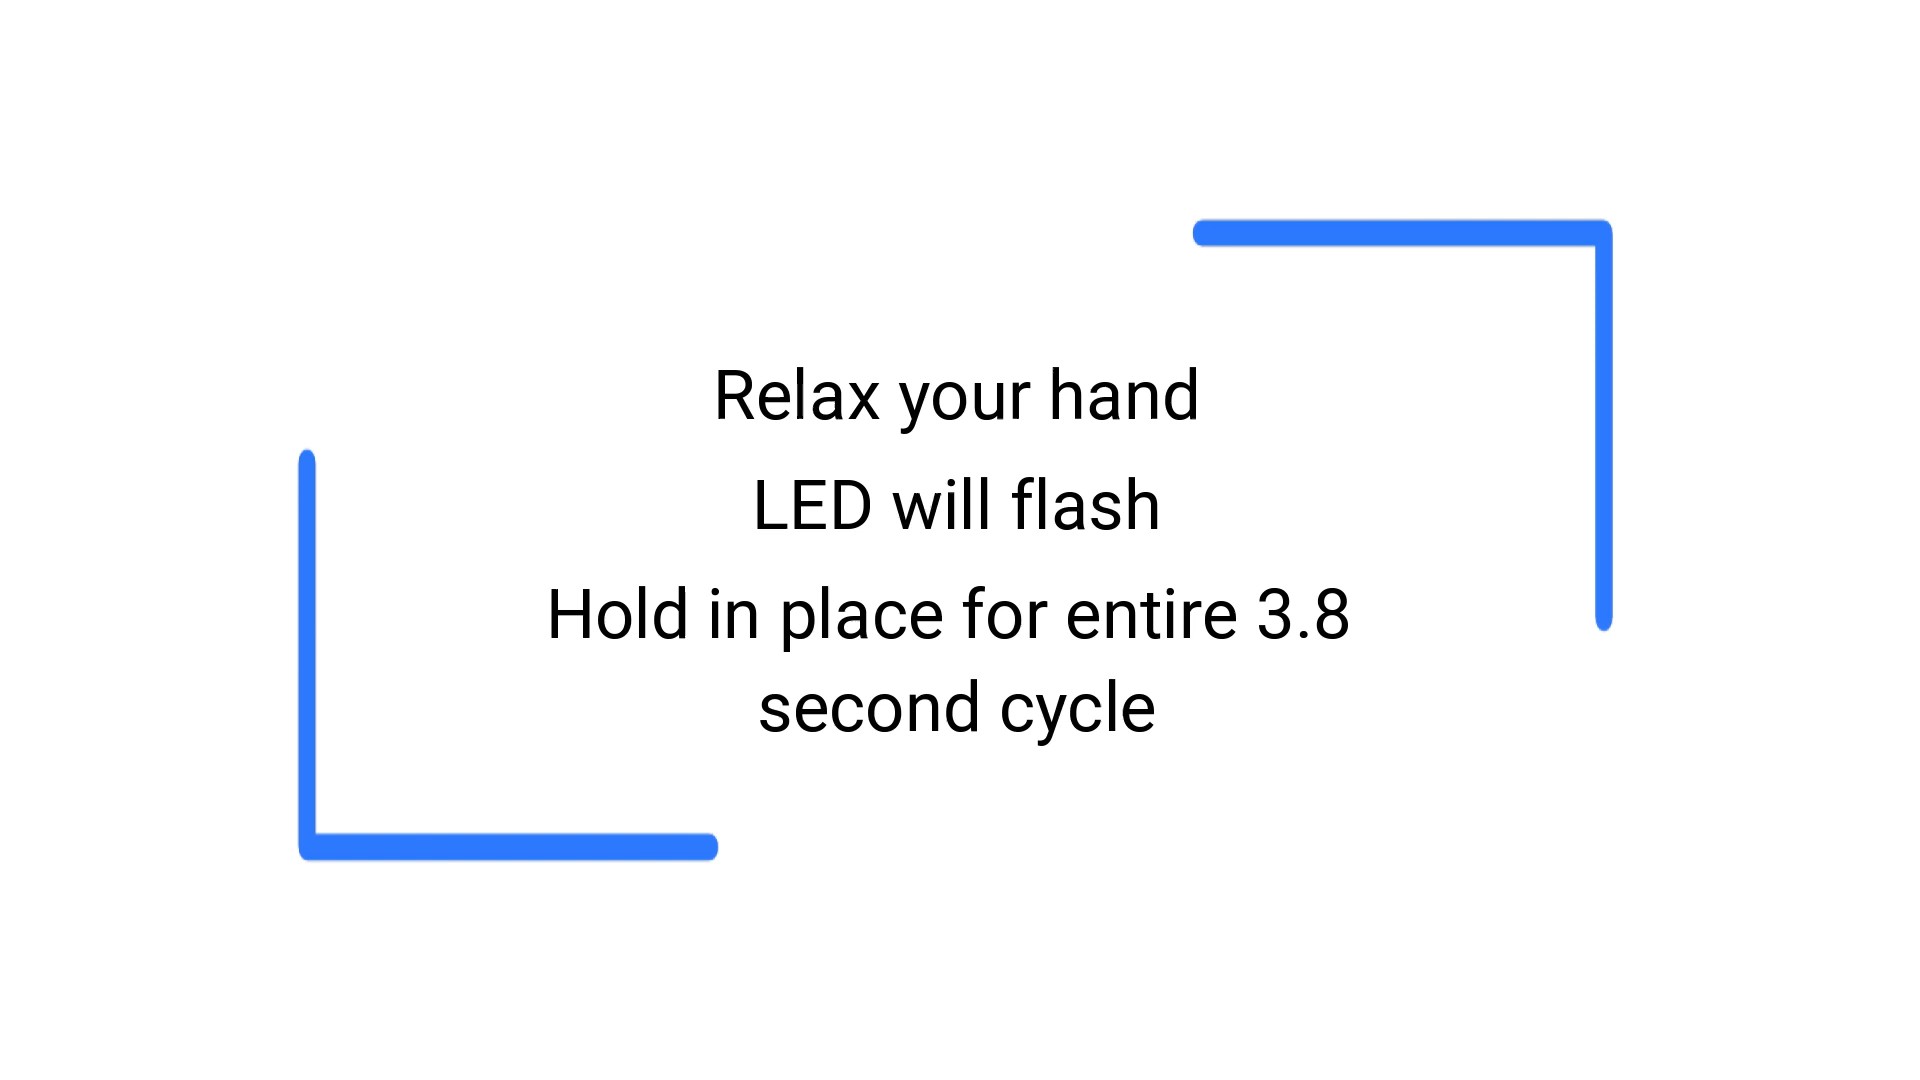 Relax your hand
LED will flash
Hold in place for entire 3.8
second cycle